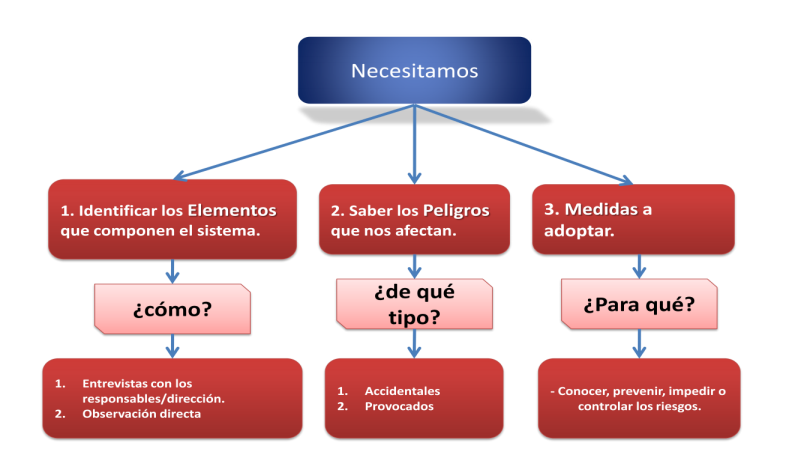 Necesitamos
1. Identificar los Elementos
que componen el sistema.
2. Saber los Peligros
que nos afectan.
3. Medidas a
adoptar.
¿cómo?
¿de qué
tipo?
¿Para qué?
1. Entrevistas con los
responsables/dirección.
2. Observación directa
1. Accidentales
2. Provocados
- Conocer, prevenir, impedir o
controlar los riesgos.